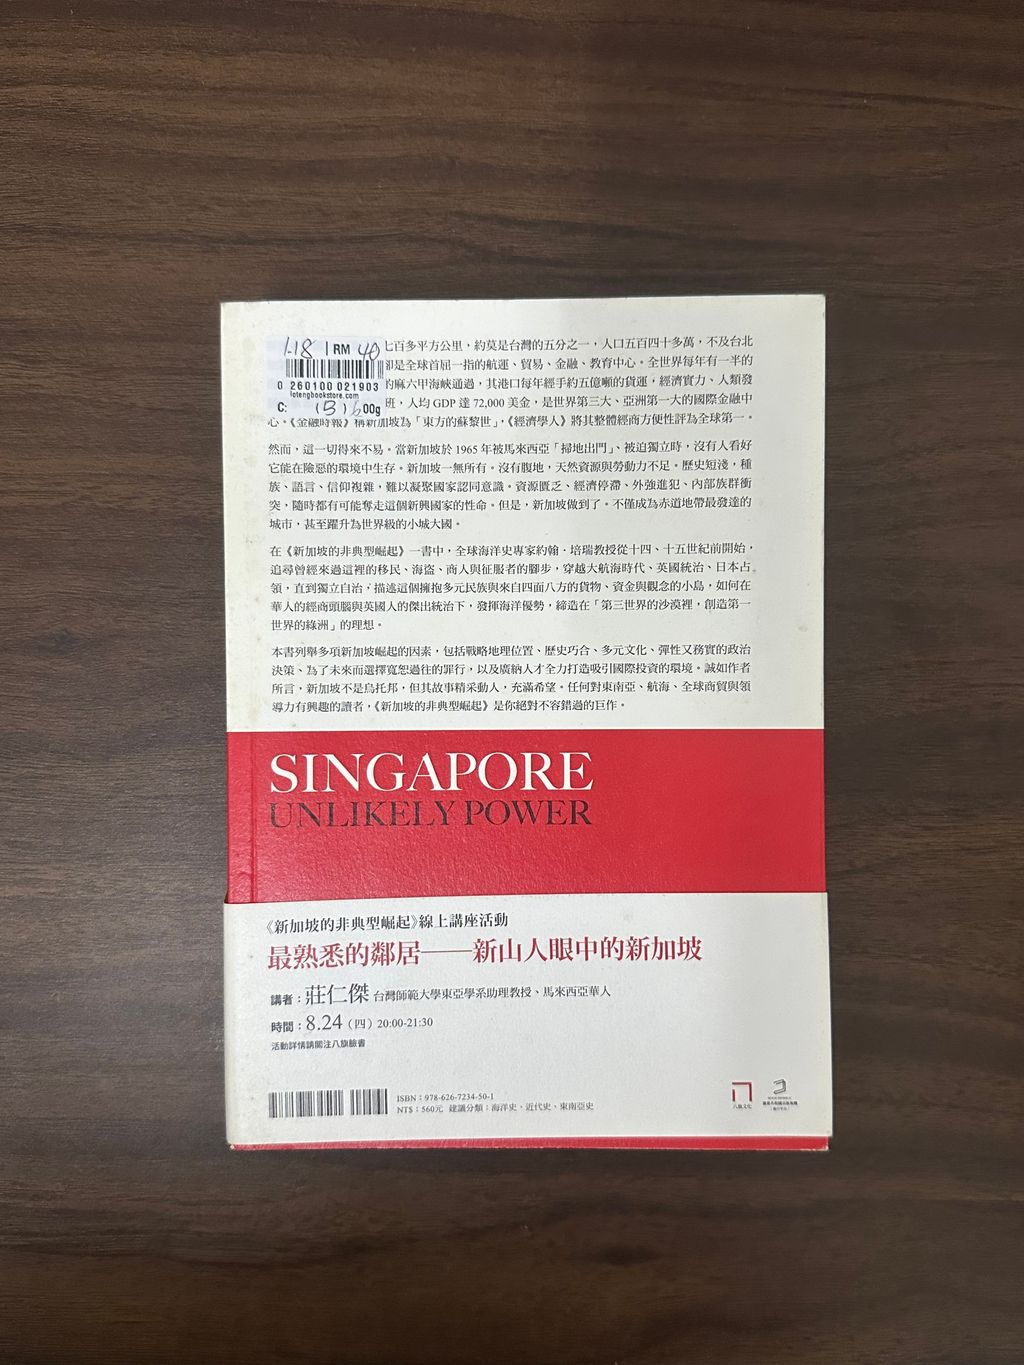 1-18 RM 40
0 260100 021903
lotengbookstore.com
C: (B) 600g
七百多平方公里，約莫是台灣的五分之一，人口五百四十多萬，不及台北
卻是全球首屈一指的航運、貿易、金融、教育中心。全世界每年有一半的
的麻六甲海峽通過，其港口每年經手約五億噸的貨運，經濟實力、人類發
班，人均 GDP 達 72,000 美金，是世界第三大、亞洲第一大的國際金融中
心。《金融時報》稱新加坡為「東方的蘇黎世」，《經濟學人》將其整體經商方便性評為全球第一。
然而，這一切得來不易。當新加坡於 1965 年被馬來西亞「掃地出門」、被迫獨立時，沒有人看好
它能在險惡的環境中生存。新加坡一無所有。沒有腹地，天然資源與勞動力不足。歷史短淺，種
族、語言、信仰複雜，難以凝聚國家認同意識。資源匱乏、經濟停滯、外強進犯、內部族群衝
突，隨時都有可能奪走這個新興國家的性命。但是，新加坡做到了。不僅成為赤道地帶最發達的
城市，甚至躍升為世界級的小城大國。
在《新加坡的非典型崛起》一書中，全球海洋史專家約翰．培瑞教授從十四、十五世紀前開始，
追尋曾經來過這裡的移民、海盜、商人與征服者的腳步，穿越大航海時代、英國統治、日本占
領，直到獨立自治，描述這個擁抱多元民族與來自四面八方的貨物、資金與觀念的小島，如何在
華人的經商頭腦與英國人的傑出統治下，發揮海洋優勢，締造在「第三世界的沙漠裡，創造第一
世界的綠洲」的理想。
本書列舉多項新加坡崛起的因素，包括戰略地理位置、歷史巧合、多元文化、彈性又務實的政治
決策、為了未來而選擇寬恕過往的罪行，以及廣納人才全力打造吸引國際投資的環境。誠如作者
所言，新加坡不是烏托邦，但其故事精采動人，充滿希望。任何對東南亞、航海、全球商貿與領
導力有興趣的讀者，《新加坡的非典型崛起》是你絕對不容錯過的巨作。
SINGAPORE
UNLIKELY POWER
《新加坡的非典型崛起》線上講座活動
最熟悉的鄰居——新山人眼中的新加坡
講者：莊仁傑 台灣師範大學東亞學系助理教授、馬來西亞華人
時間：8.24（四）20:00-21:30
活動詳情請關注八旗臉書
ISBN：978-626-7234-50-1
NT$：560元 建議分類：海洋史、近代史、東南亞史
八旗文化